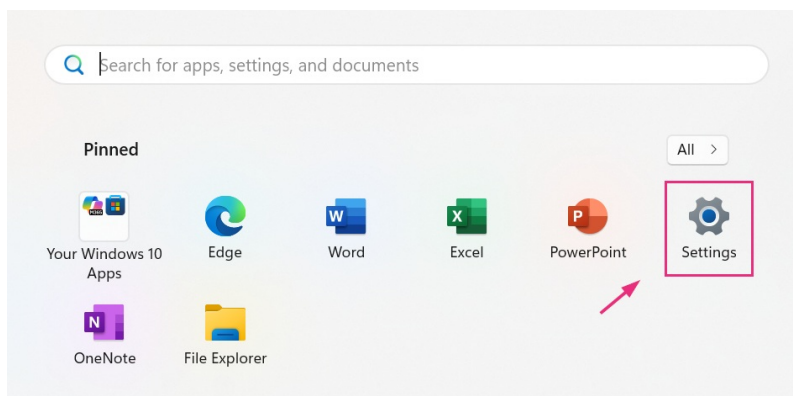 Search for apps, settings, and documents
Pinned
All
Your Windows 10
Apps
Edge
Word
Excel
PowerPoint
Settings
OneNote
File Explorer